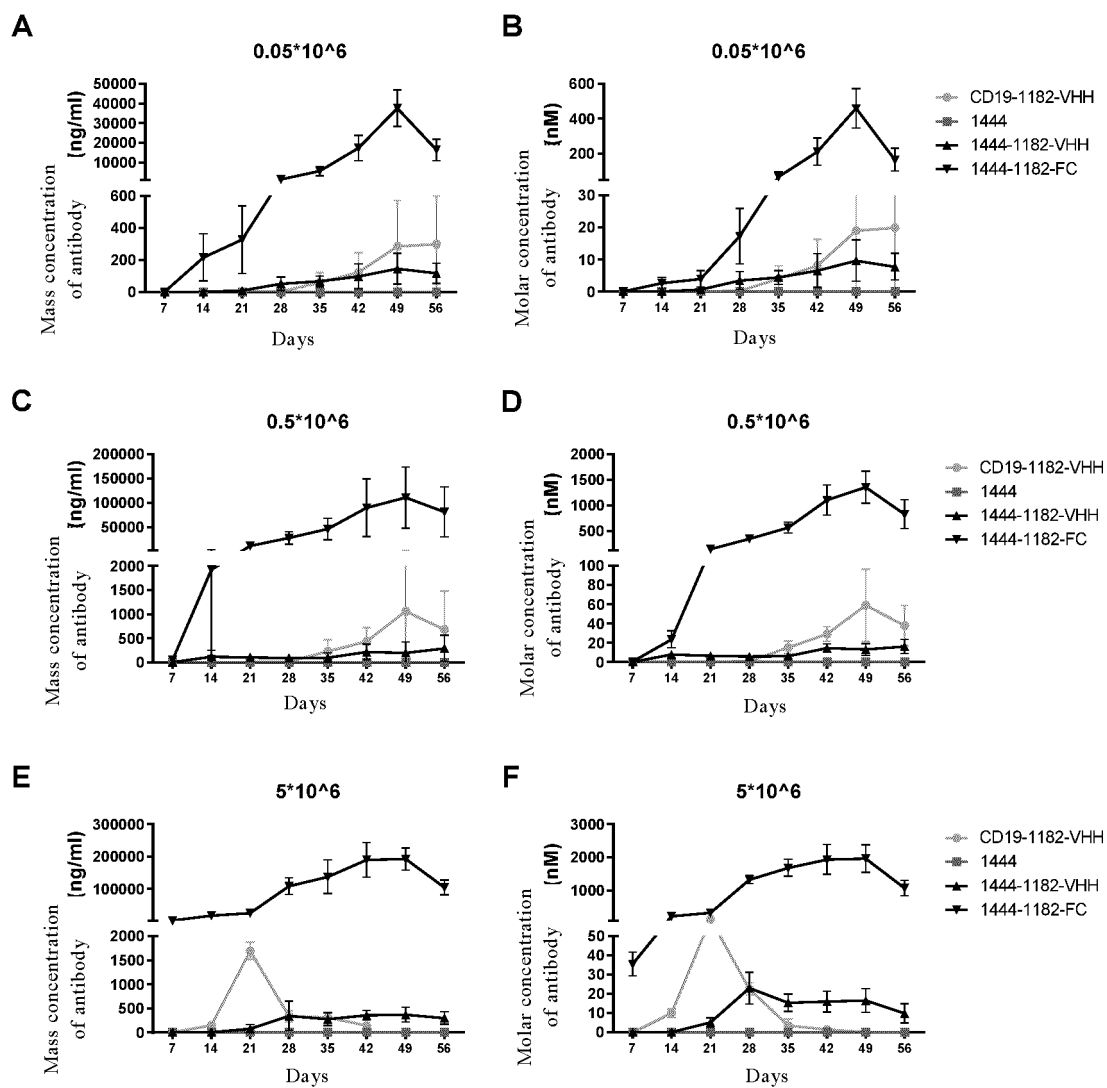 A
0.05*10^6
Mass concentration
of antibody
(ng/ml)
50000
40000
30000
20000
10000
600
400
200
0
7 14 21 28 35 42 49 56
Days
B
0.05*10^6
Molar concentration
of antibody
(nM)
600
400
200
30
20
10
0
7 14 21 28 35 42 49 56
Days
CD19-1182-VHH
1444
1444-1182-VHH
1444-1182-FC
C
0.5*10^6
Mass concentration
of antibody
(ng/ml)
200000
150000
100000
50000
2000
1500
1000
500
0
7 14 21 28 35 42 49 56
Days
D
0.5*10^6
Molar concentration
of antibody
(nM)
2000
1500
1000
500
100
80
60
40
20
0
7 14 21 28 35 42 49 56
Days
CD19-1182-VHH
1444
1444-1182-VHH
1444-1182-FC
E
5*10^6
Mass concentration
of antibody
(ng/ml)
300000
200000
100000
2000
1500
1000
500
0
7 14 21 28 35 42 49 56
Days
F
5*10^6
Molar concentration
of antibody
(nM)
3000
2000
1000
50
40
30
20
10
0
7 14 21 28 35 42 49 56
Days
CD19-1182-VHH
1444
1444-1182-VHH
1444-1182-FC